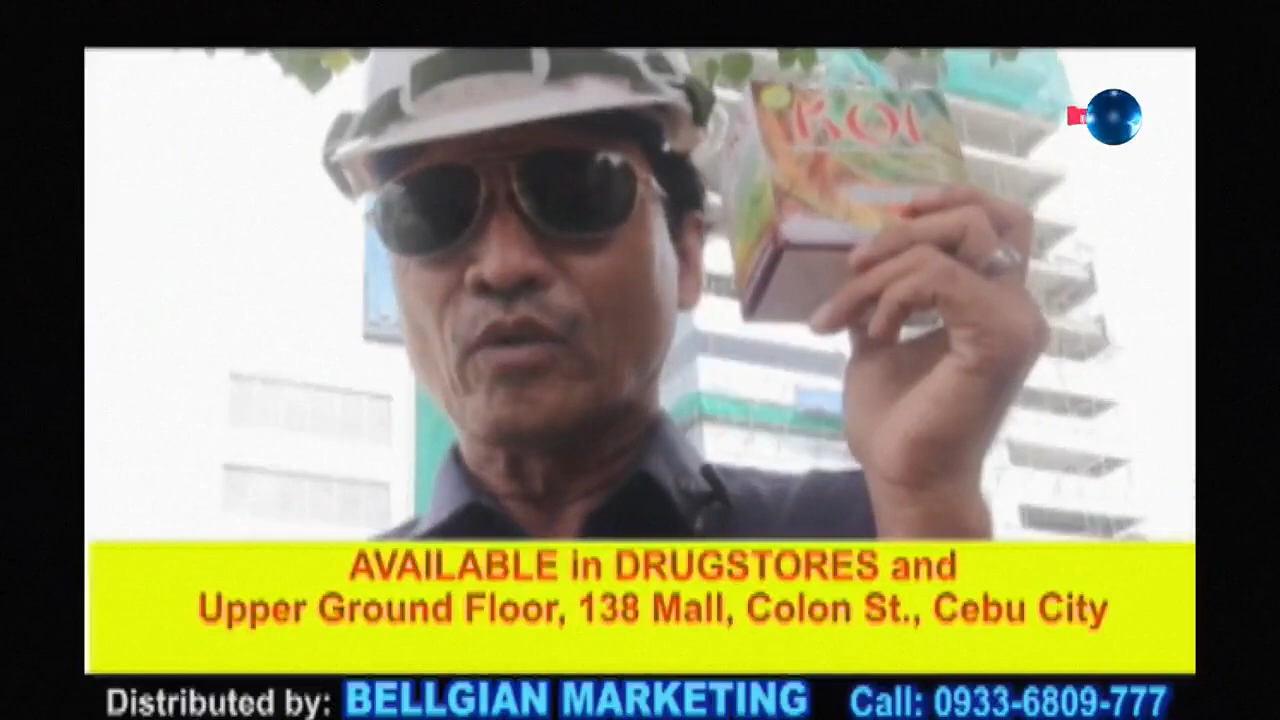 ROI
AVAILABLE in DRUGSTORES and
Upper Ground Floor, 138 Mall, Colon St., Cebu City
Distributed by: BELLGIAN MARKETING Call: 0933-6809-777